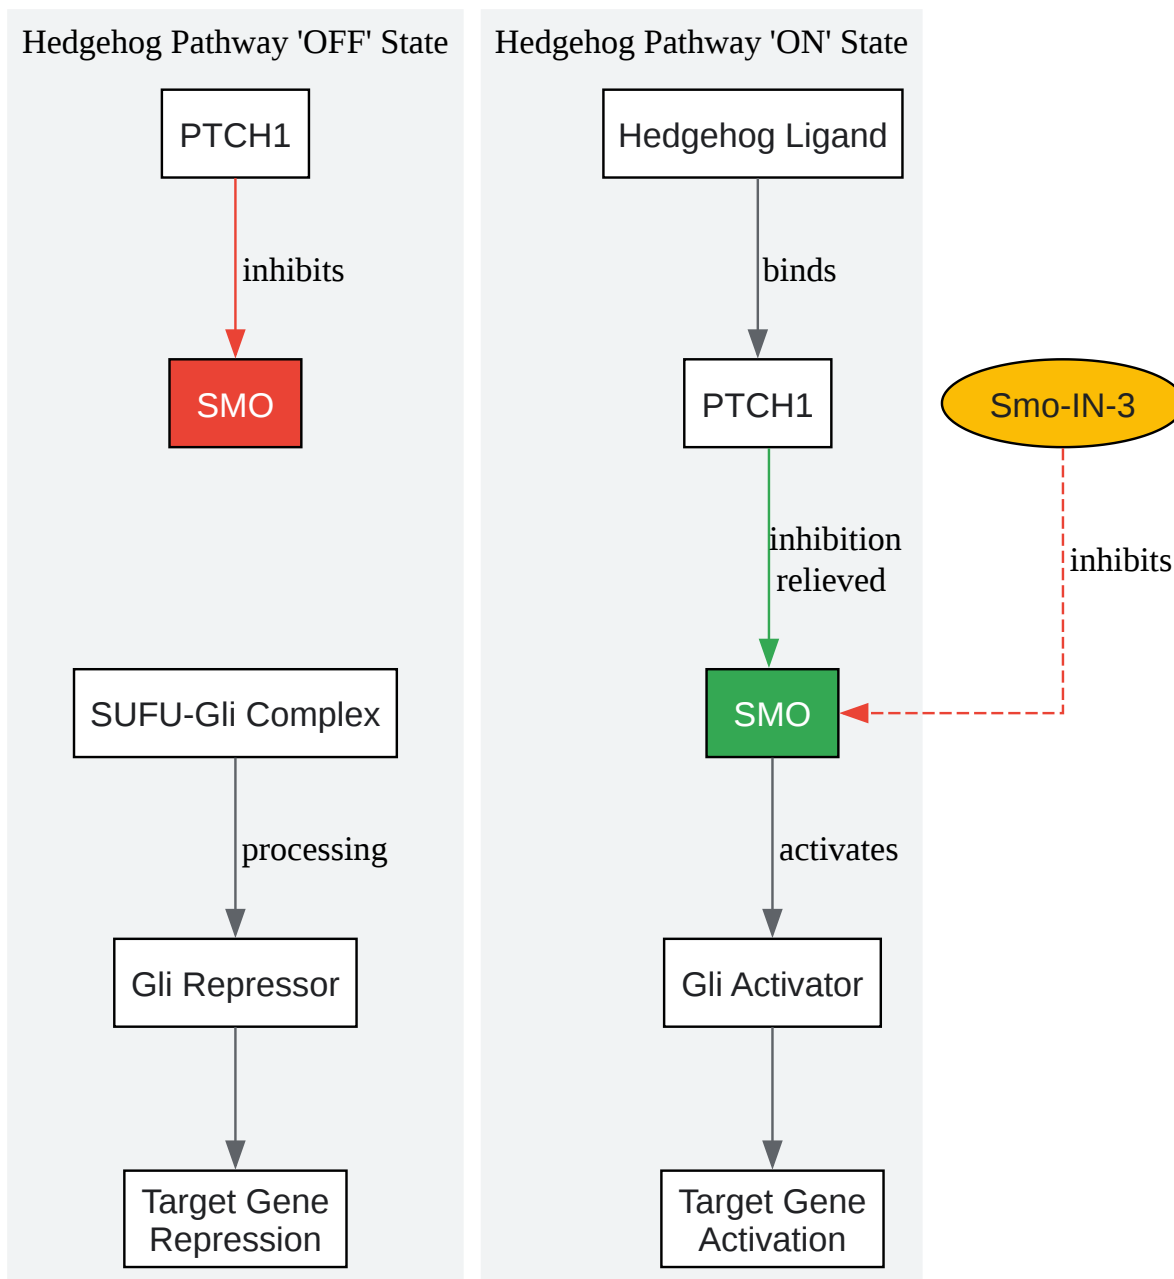 Hedgehog Pathway 'OFF' State
PTCH1
inhibits
SMO
SUFU-Gli Complex
processing
Gli Repressor
Target Gene
Repression
Hedgehog Pathway 'ON' State
Hedgehog Ligand
binds
PTCH1
inhibition
relieved
SMO
activates
Gli Activator
Target Gene
Activation
Smo-IN-3
inhibits